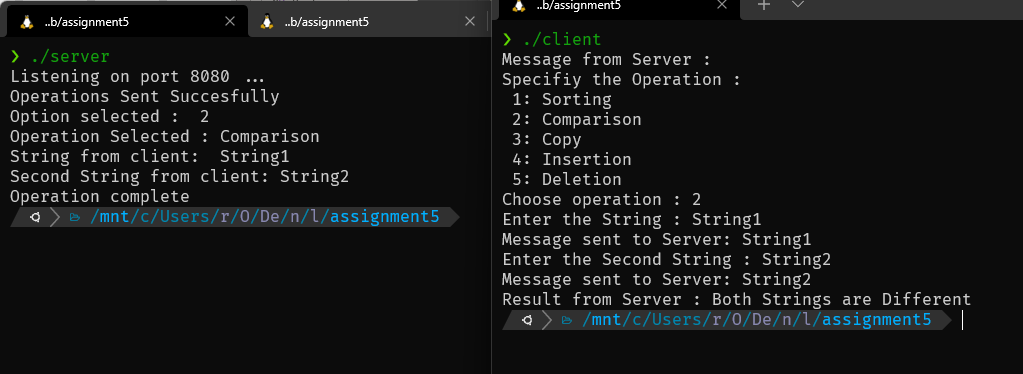 ..b/assignment5
..b/assignment5
❯ ./server
Listening on port 8080 ...
Operations Sent Succesfully
Option selected :  2
Operation Selected : Comparison
String from client:  String1
Second String from client: String2
Operation complete
/mnt/c/Users/r/O/De/n/l/assignment5
..b/assignment5
❯ ./client
Message from Server :
Specifiy the Operation :
1: Sorting
2: Comparison
3: Copy
4: Insertion
5: Deletion
Choose operation : 2
Enter the String : String1
Message sent to Server: String1
Enter the Second String : String2
Message sent to Server: String2
Result from Server : Both Strings are Different
/mnt/c/Users/r/O/De/n/l/assignment5